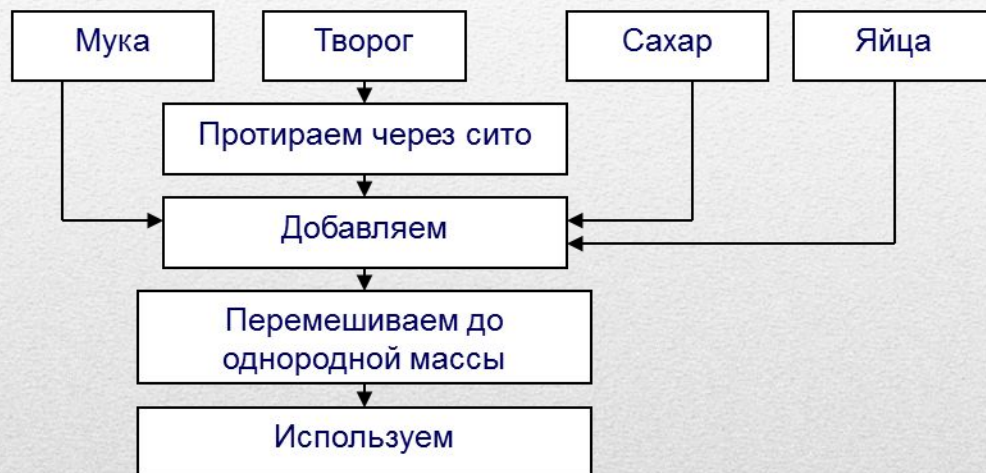 Мука
Творог
Сахар
Яйца
Протираем через сито
Добавляем
Перемешиваем до
однородной массы
Используем